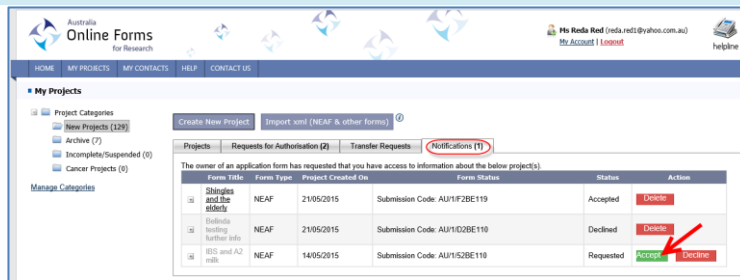 Australia
Online Forms
for Research
Ms Reda Red (reda.red1@yahoo.com.au)
My Account | Logout
helpline
HOME MY PROJECTS MY CONTACTS HELP CONTACT US
My Projects
Project Categories
New Projects (129)
Archive (7)
Incomplete/Suspended (0)
Cancer Projects (0)
Manage Categories
Create New Project Import xml (NEAF & other forms)
Projects Requests for Authorisation (2) Transfer Requests Notifications (1)
The owner of an application form has requested that you have access to information about the below project(s).
Form Title Form Type Project Created On Form Status Status Action
Shingles and the elderly NEAF 21/05/2015 Submission Code: AU/1/F2BE119 Accepted Delete
Belinda testing further info NEAF 21/05/2015 Submission Code: AU/1/D2BE110 Declined Delete
IBS and A2 milk NEAF 14/05/2015 Submission Code: AU/1/52BE110 Requested Accept Decline